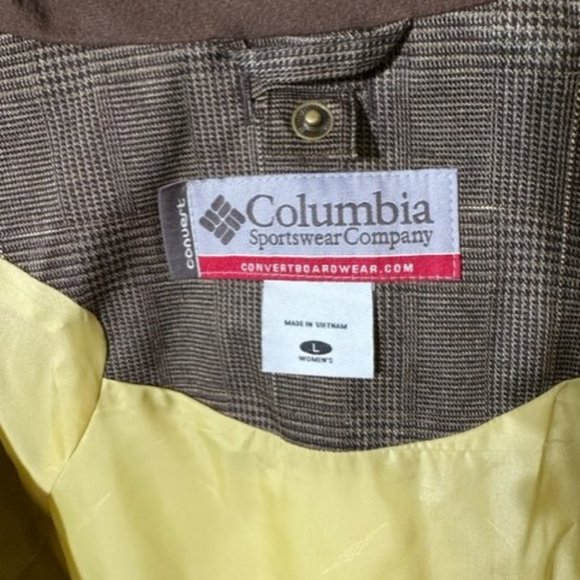 convert
Columbia
Sportswear Company
CONVERTBOARDWEAR.COM
MADE IN VIETNAM
L
WOMEN'S